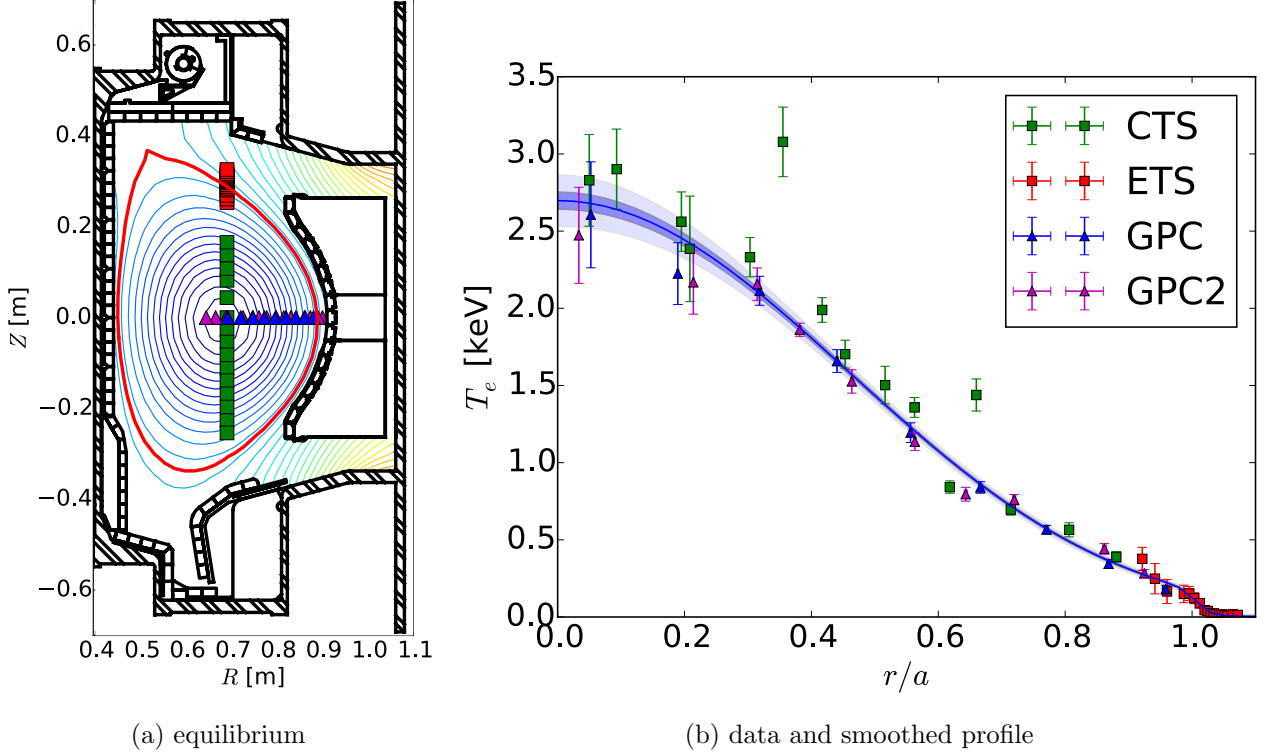 0.6
0.4
0.2
0.0
−0.2
−0.4
−0.6
Z [m]
0.4 0.5 0.6 0.7 0.8 0.9 1.0 1.1
R [m]
(a) equilibrium
3.5
3.0
2.5
2.0
1.5
1.0
0.5
0.0
T_e [keV]
0.0 0.2 0.4 0.6 0.8 1.0
r/a
CTS
ETS
GPC
GPC2
(b) data and smoothed profile